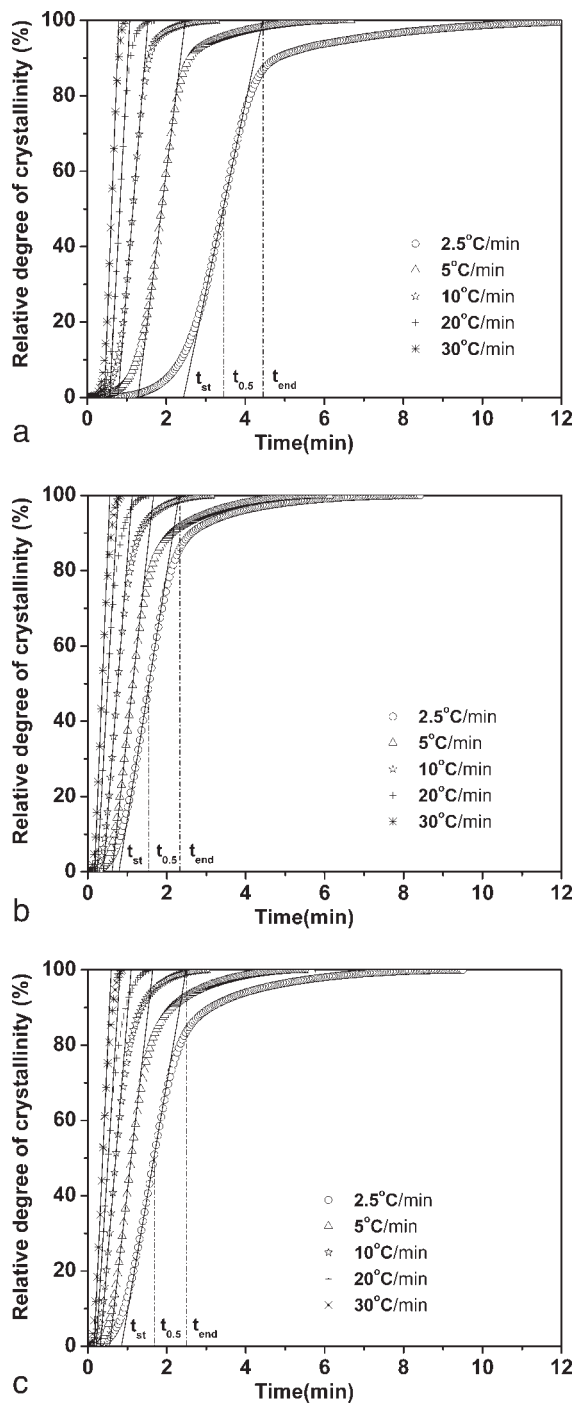 Relative degree of crystallinity (%)
100
80
60
40
20
0
2.5°C/min
5°C/min
10°C/min
20°C/min
30°C/min
t_st t_0.5 t_end
0 2 4 6 8 10 12
Time(min)
a
Relative degree of crystallinity (%)
100
80
60
40
20
0
2.5°C/min
5°C/min
10°C/min
20°C/min
30°C/min
t_st t_0.5 t_end
0 2 4 6 8 10 12
Time(min)
b
Relative degree of crystallinity (%)
100
80
60
40
20
0
2.5°C/min
5°C/min
10°C/min
20°C/min
30°C/min
t_st t_0.5 t_end
0 2 4 6 8 10 12
Time(min)
c